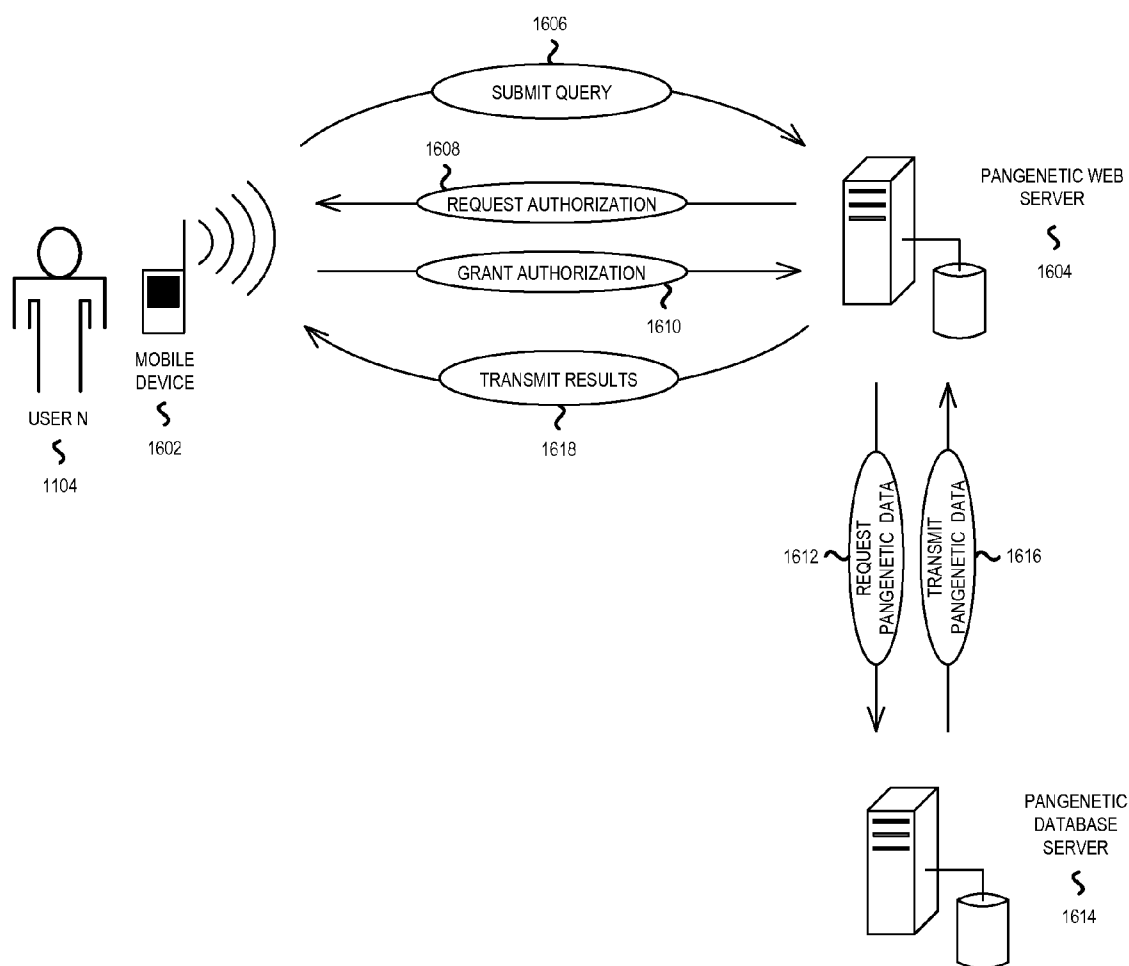 1606
SUBMIT QUERY
1608
REQUEST AUTHORIZATION
PANGENETIC WEB
SERVER
1604
GRANT AUTHORIZATION
1610
MOBILE
DEVICE
1602
TRANSMIT RESULTS
1618
USER N
1104
1612
REQUEST
PANGENETIC DATA
TRANSMIT
PANGENETIC DATA
1616
PANGENETIC
DATABASE
SERVER
1614